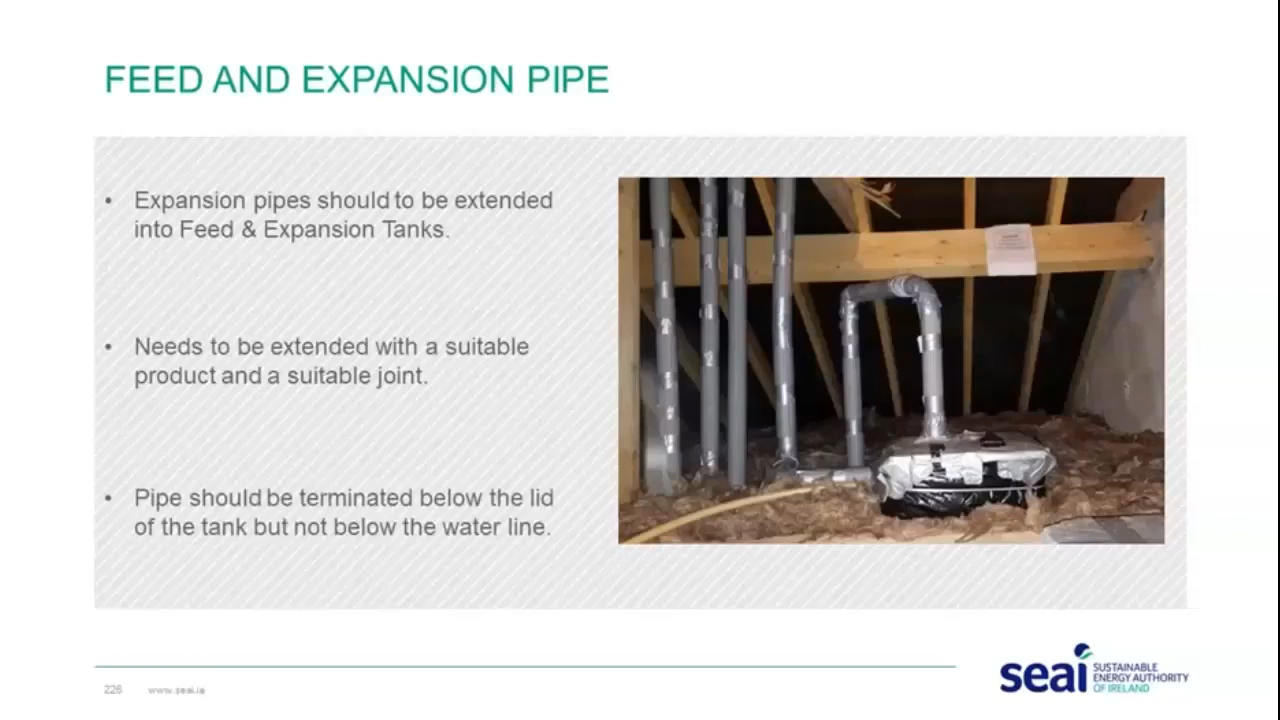 FEED AND EXPANSION PIPE
• Expansion pipes should to be extended
into Feed & Expansion Tanks.
• Needs to be extended with a suitable
product and a suitable joint.
• Pipe should be terminated below the lid
of the tank but not below the water line.
226 www.seai.ie
seai SUSTAINABLE
ENERGY AUTHORITY
OF IRELAND